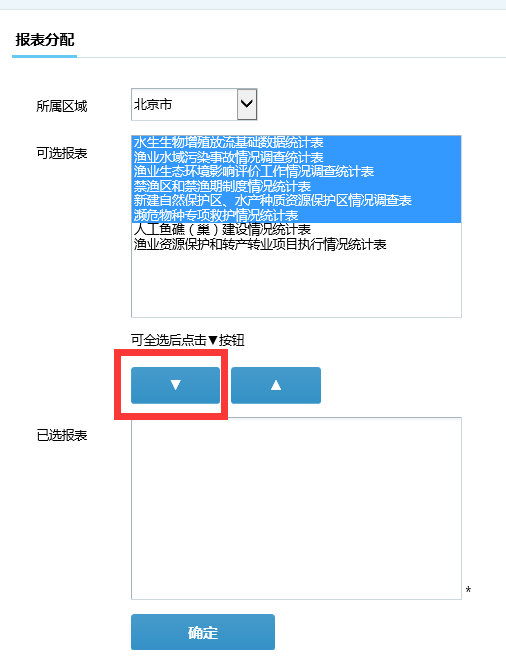 报表分配
所属区域
北京市
可选报表
水生生物增殖放流基础数据统计表
渔业水域污染事故情况调查统计表
渔业生态环境影响评价工作情况调查统计表
禁渔区和禁渔期制度情况统计表
新建自然保护区、水产种质资源保护区情况调查表
濒危物种专项救护情况统计表
人工鱼礁（巢）建设情况统计表
渔业资源保护和转产转业项目执行情况统计表
可全选后点击▼按钮
▼ ▲
已选报表
*
确定